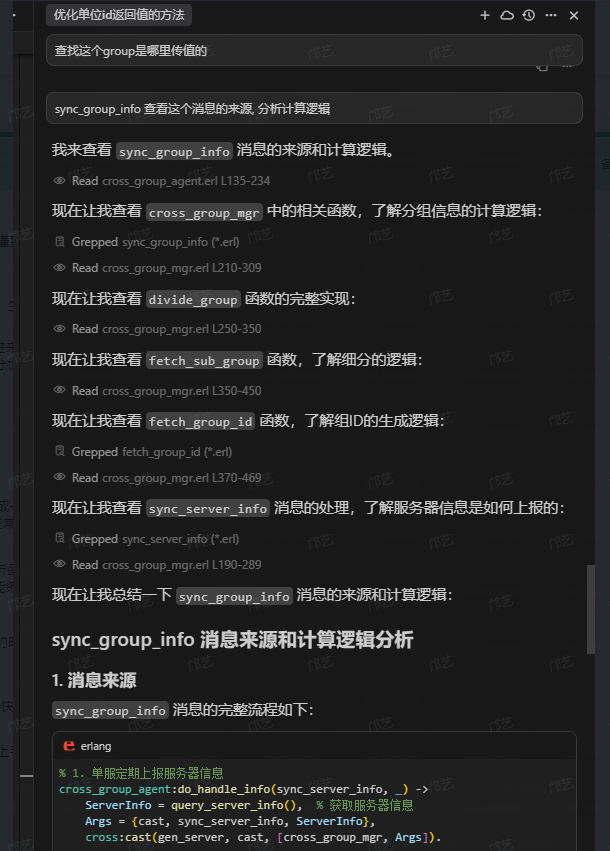 优化单位id返回值的方法
查找这个group是哪里传值的
sync_group_info 查看这个消息的来源, 分析计算逻辑
我来查看 sync_group_info 消息的来源和计算逻辑。
Read cross_group_agent.erl L135-234
现在让我查看 cross_group_mgr 中的相关函数，了解分组信息的计算逻辑：
Grepped sync_group_info (*.erl)
Read cross_group_mgr.erl L210-309
现在让我查看 divide_group 函数的完整实现：
Read cross_group_mgr.erl L250-350
现在让我查看 fetch_sub_group 函数，了解细分的逻辑：
Read cross_group_mgr.erl L350-450
现在让我查看 fetch_group_id 函数，了解组ID的生成逻辑：
Grepped fetch_group_id (*.erl)
Read cross_group_mgr.erl L370-469
现在让我查看 sync_server_info 消息的处理，了解服务器信息是如何上报的：
Grepped sync_server_info (*.erl)
Read cross_group_mgr.erl L190-289
现在让我总结一下 sync_group_info 消息的来源和计算逻辑：
sync_group_info 消息来源和计算逻辑分析
1. 消息来源
sync_group_info 消息的完整流程如下：
erlang
% 1. 单服定期上报服务器信息
cross_group_agent:do_handle_info(sync_server_info, _) ->
ServerInfo = query_server_info(), % 获取服务器信息
Args = {cast, sync_server_info, ServerInfo},
cross:cast(gen_server, cast, [cross_group_mgr, Args]).